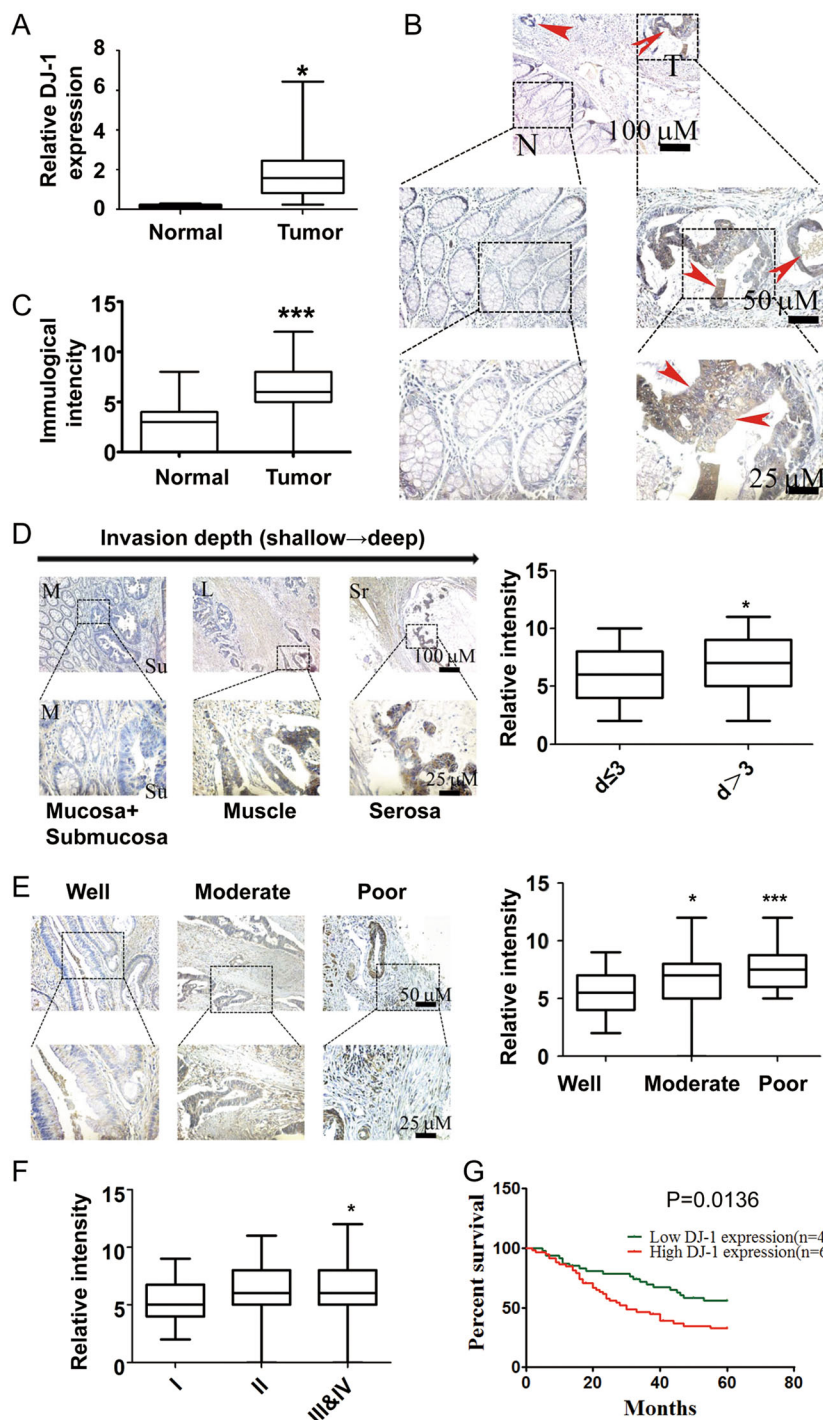 A
Relative DJ-1
expression
8
6
4
2
0
*
Normal
Tumor
B
T
100 μM
N
50 μM
25 μM
C
Immulogical
intencity
15
10
5
0
***
Normal
Tumor
D
Invasion depth (shallow→deep)
M
Su
L
Sr
100 μM
M
Su
25 μM
Mucosa+
Submucosa
Muscle
Serosa
Relative intensity
15
10
5
0
*
d≤3
d>3
E
Well
Moderate
Poor
50 μM
25 μM
Relative intensity
15
10
5
0
*
***
Well
Moderate
Poor
F
Relative intensity
15
10
5
0
*
I
II
III&IV
G
Percent survival
150
100
50
0
P=0.0136
Low DJ-1 expression(n=4
High DJ-1 expression(n=6
0
20
40
60
80
Months